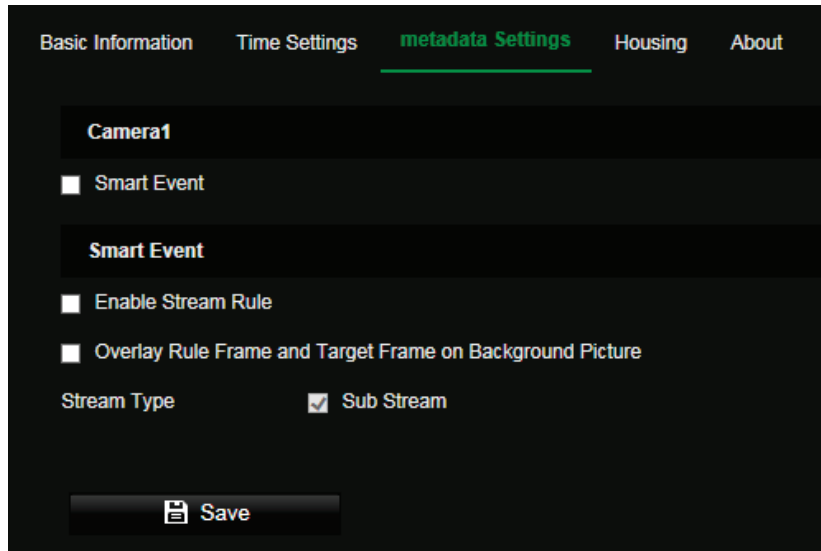 Basic Information Time Settings metadata Settings Housing About
Camera1
Smart Event
Smart Event
Enable Stream Rule
Overlay Rule Frame and Target Frame on Background Picture
Stream Type Sub Stream
Save